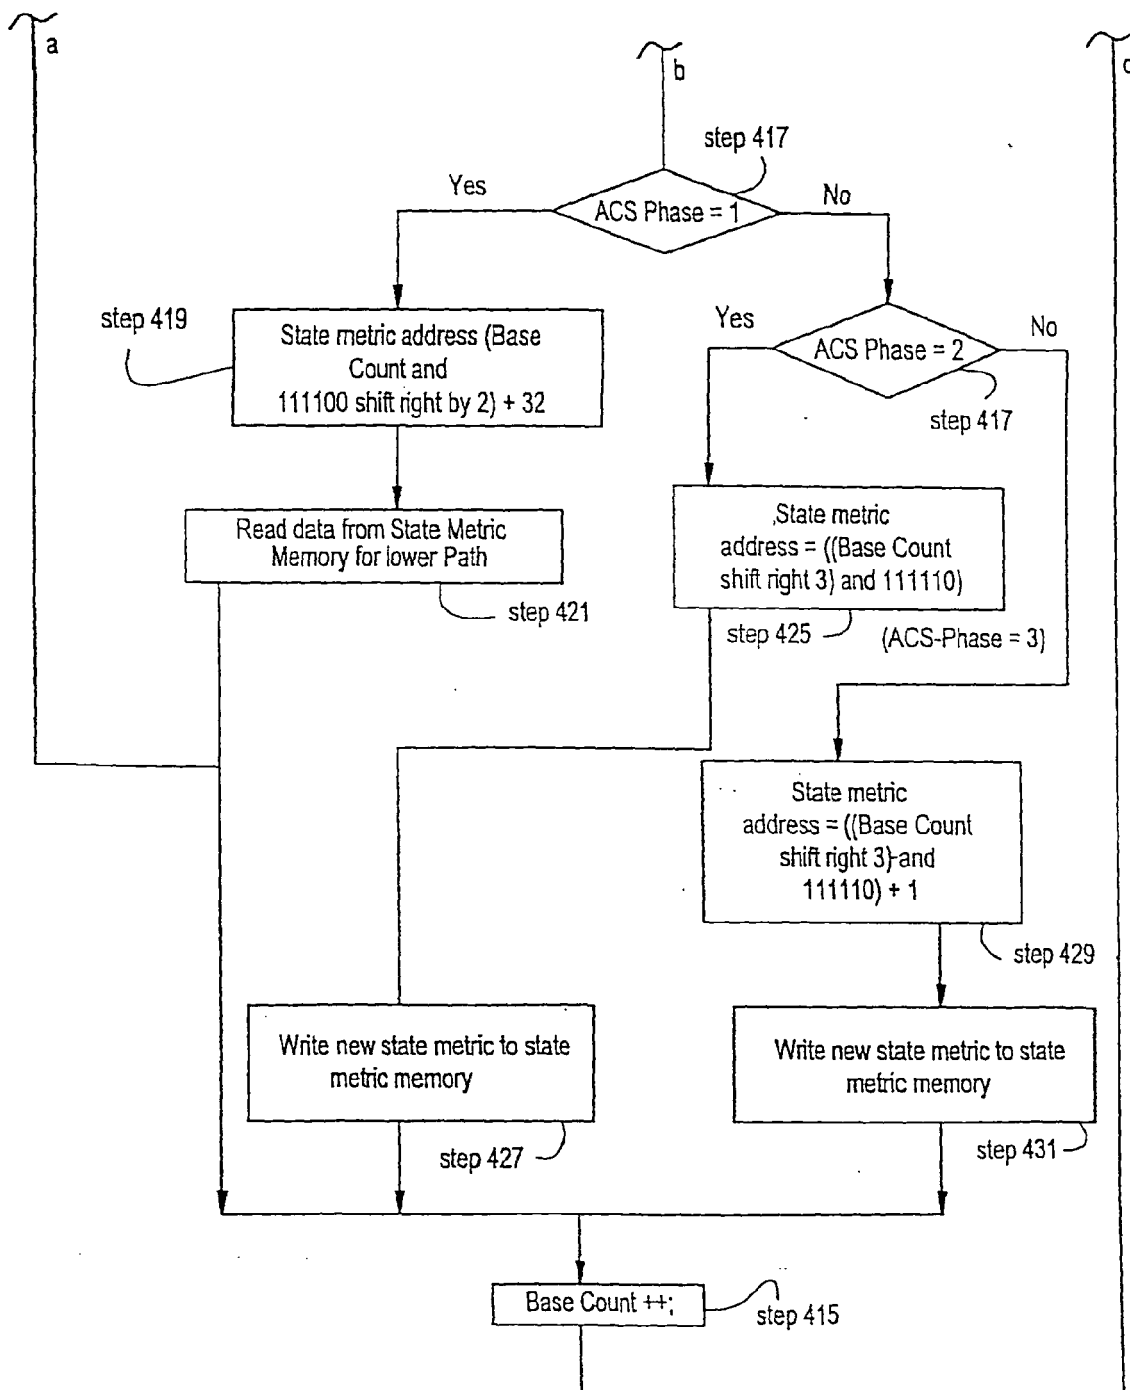 a
b
step 417
Yes
No
ACS Phase = 1
step 419
State metric address (Base
Count and
111100 shift right by 2) + 32
Yes
No
ACS Phase = 2
step 417
Read data from State Metric
Memory for lower Path
step 421
,State metric
address = ((Base Count
shift right 3) and 111110)
step 425
(ACS-Phase = 3)
State metric
address = ((Base Count
shift right 3)-and
111110) + 1
step 429
Write new state metric to state
metric memory
step 427
Write new state metric to state
metric memory
step 431
Base Count ++;
step 415